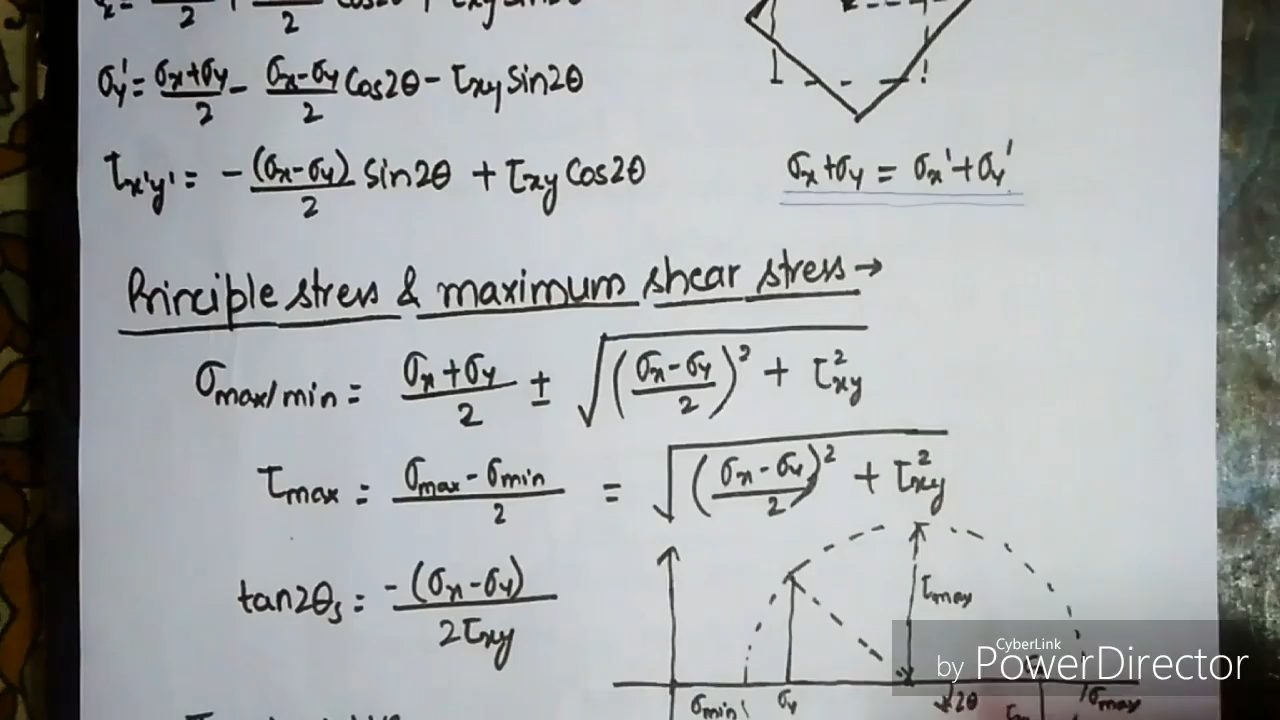 σy' = (σx+σy)/2 - (σx-σy)/2 Cos2θ - τxy Sin2θ
τx'y' = -(σx-σy)/2 Sin2θ + τxy Cos2θ
σx+σy = σx'+σy'
Principle stress & maximum shear stress→
σmax/min = (σx+σy)/2 ± √(((σx-σy)/2)² + τxy²)
τmax = (σmax-σmin)/2 = √(((σx-σy)/2)² + τxy²)
tan2θs = -(σx-σy)/2τxy
τmax
σmin
σy
2θ
σmax
CyberLink
by PowerDirector